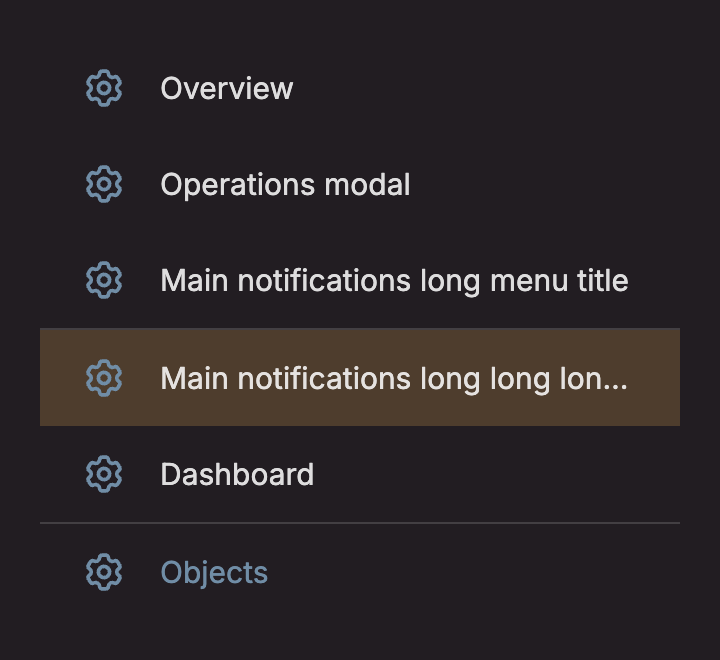 Overview
Operations modal
Main notifications long menu title
Main notifications long long lon...
Dashboard
Objects